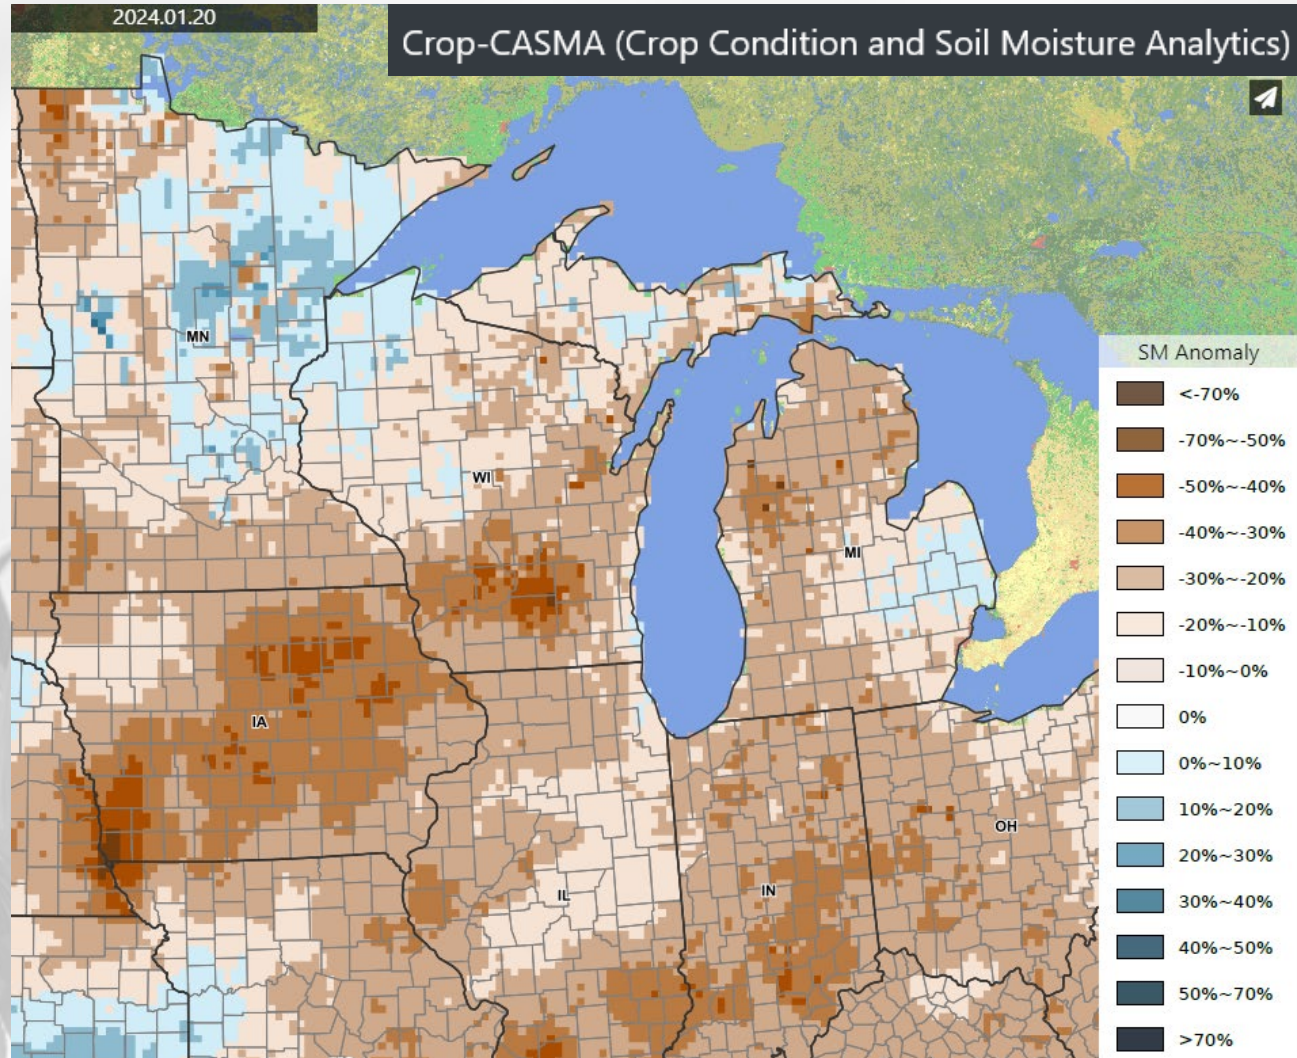 2024.01.20
Crop-CASMA (Crop Condition and Soil Moisture Analytics)
SM Anomaly
<-70%
-70%~-50%
-50%~-40%
-40%~-30%
-30%~-20%
-20%~-10%
-10%~0%
0%
0%~10%
10%~20%
20%~30%
30%~40%
40%~50%
50%~70%
>70%
MN
WI
MI
IA
OH
IL
IN